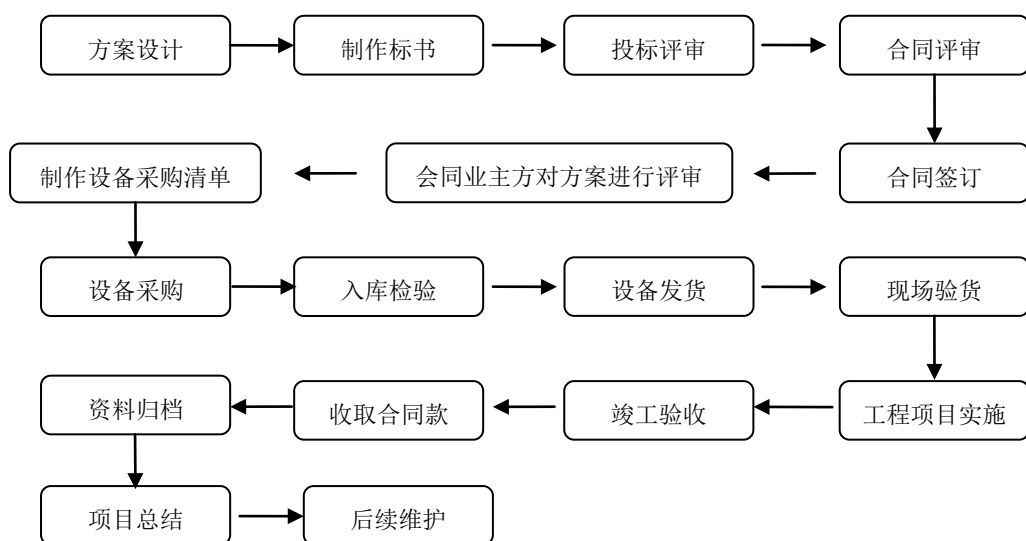 方案设计
制作标书
投标评审
合同评审
制作设备采购清单
会同业主方对方案进行评审
合同签订
设备采购
入库检验
设备发货
现场验货
资料归档
收取合同款
竣工验收
工程项目实施
项目总结
后续维护